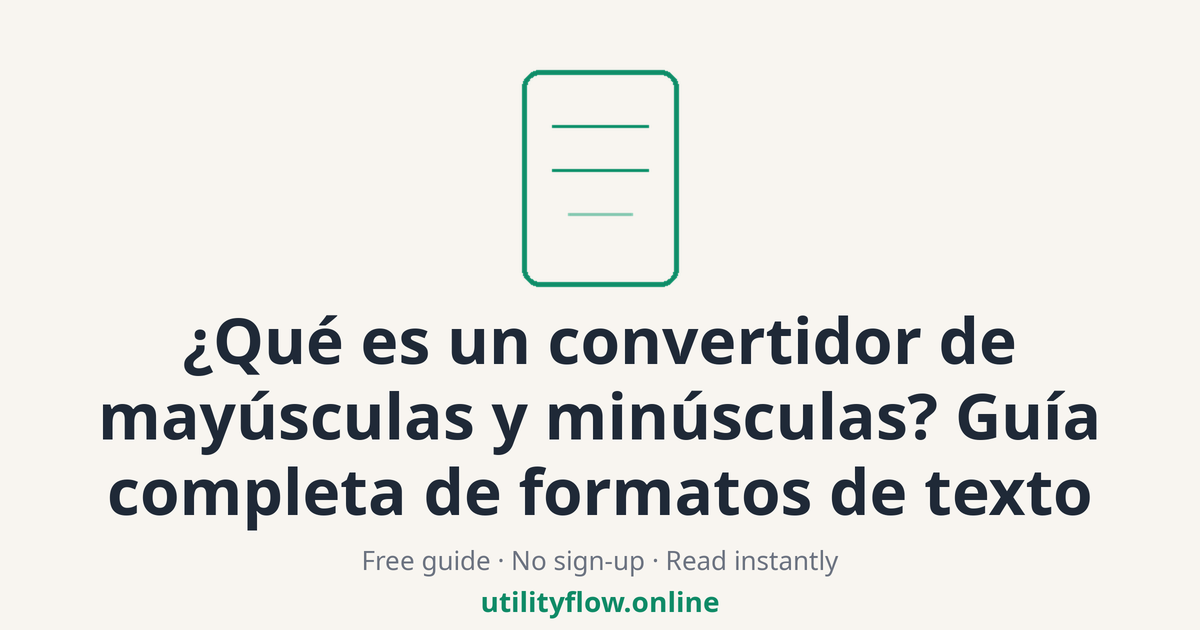 ¿Qué es un convertidor de
mayúsculas y minúsculas? Guía
completa de formatos de texto
Free guide · No sign-up · Read instantly
utilityflow.online